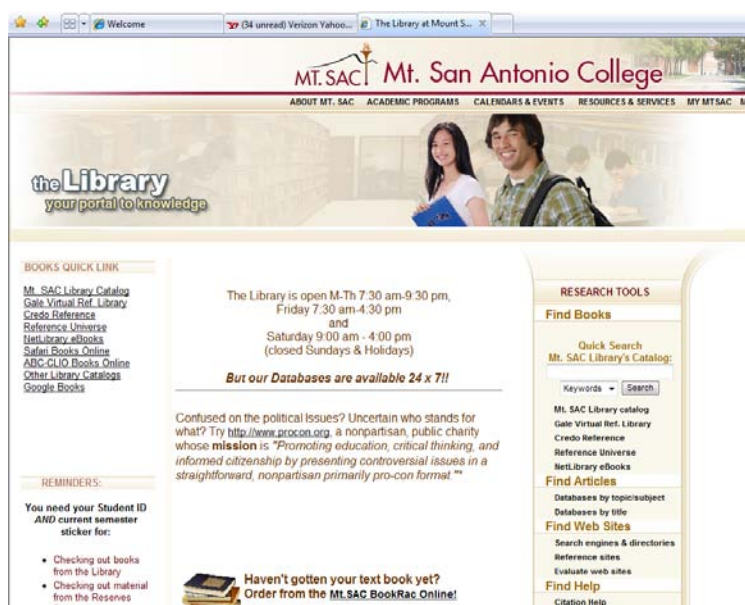 Welcome
(34 unread) Verizon Yahoo...
The Library at Mount S...
MT. SAC
Mt. San Antonio College
ABOUT MT. SAC ACADEMIC PROGRAMS CALENDARS & EVENTS RESOURCES & SERVICES MY MTSAC M
the Library
your portal to knowledge
BOOKS QUICK LINK
Mt. SAC Library Catalog
Gale Virtual Ref. Library
Credo Reference
Reference Universe
NetLibrary eBooks
Safari Books Online
ABC-CLIO Books Online
Other Library Catalogs
Google Books
REMINDERS:
You need your Student ID
AND current semester
sticker for:
• Checking out books
from the Library
• Checking out material
from the Reserves
The Library is open M-Th 7:30 am-9:30 pm,
Friday 7:30 am-4:30 pm
and
Saturday 9:00 am - 4:00 pm
(closed Sundays & Holidays)
But our Databases are available 24 x 7!!
Confused on the political Issues? Uncertain who stands for
what? Try http://www.procon.org, a nonpartisan, public charity
whose mission is "Promoting education, critical thinking, and
informed citizenship by presenting controversial issues in a
straightforward, nonpartisan primarily pro-con format."*
Haven't gotten your text book yet?
Order from the Mt.SAC BookRac Online!
RESEARCH TOOLS
Find Books
Quick Search
Mt. SAC Library's Catalog:
Keywords Search
Mt. SAC Library catalog
Gale Virtual Ref. Library
Credo Reference
Reference Universe
NetLibrary eBooks
Find Articles
Databases by topic/subject
Databases by title
Find Web Sites
Search engines & directories
Reference sites
Evaluate web sites
Find Help
Citation Help